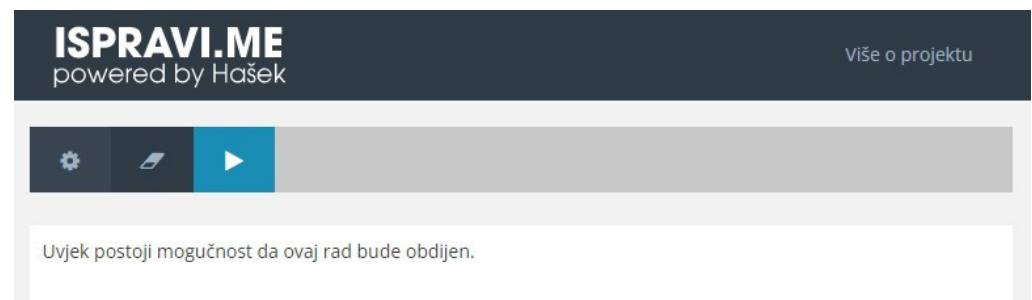 ISPRAVI.ME
powered by Hašek
Više o projektu
Uvjek postoji mogučnost da ovaj rad bude obdijen.